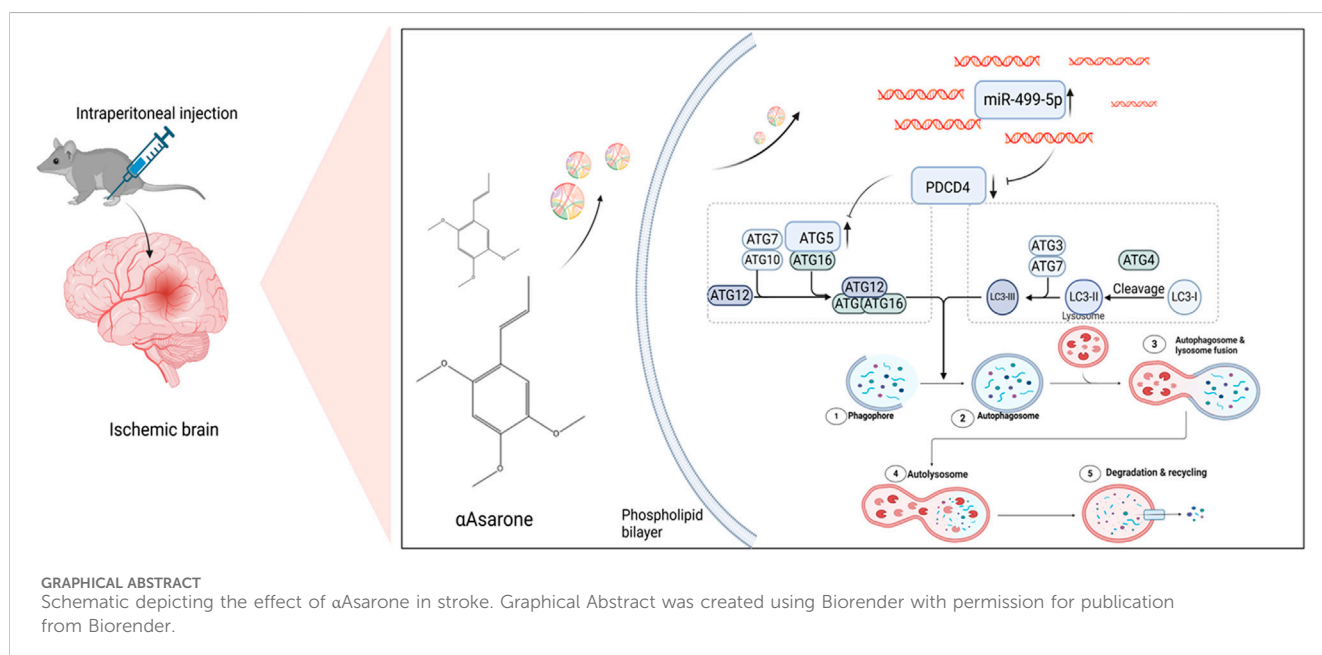 Intraperitoneal injection
Ischemic brain
αAsarone
Phospholipid
bilayer
miR-499-5p
PDCD4
ATG7
ATG10
ATG5
ATG16
ATG12
ATG12
ATG
ATG16
LC3-III
ATG3
ATG7
LC3-II
ATG4
Cleavage
LC3-I
Lysosome
1 Phagophore
2 Autophagosome
3 Autophagosome &
lysosome fusion
4 Autolysosome
5 Degradation & recycling
GRAPHICAL ABSTRACT
Schematic depicting the effect of αAsarone in stroke. Graphical Abstract was created using Biorender with permission for publication
from Biorender.